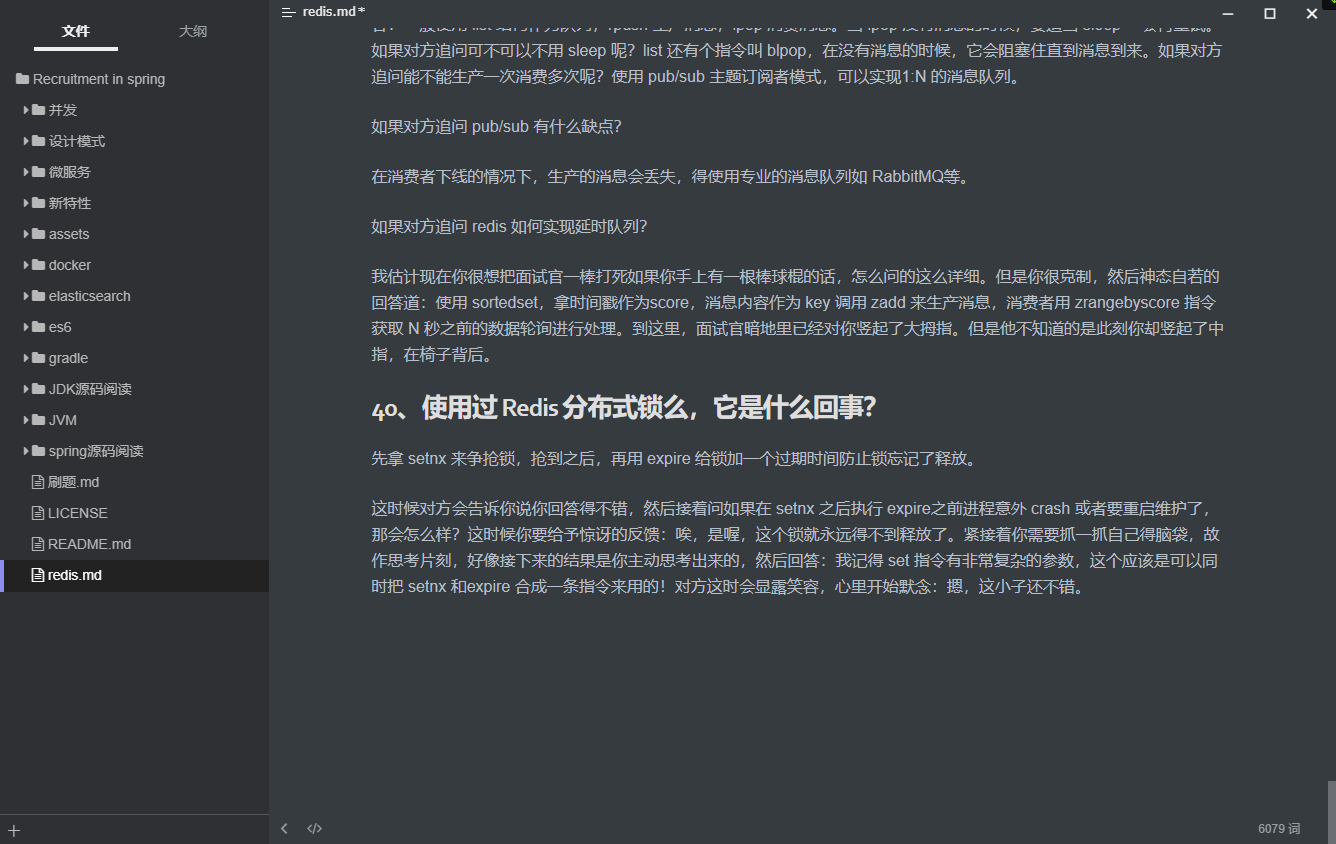 文件
大纲
redis.md*
Recruitment in spring
并发
设计模式
微服务
新特性
assets
docker
elasticsearch
es6
gradle
JDK源码阅读
JVM
spring源码阅读
刷题.md
LICENSE
README.md
redis.md
如果对方追问可不可以不用 sleep 呢？list 还有个指令叫 blpop，在没有消息的时候，它会阻塞住直到消息到来。如果对方
追问能不能生产一次消费多次呢？使用 pub/sub 主题订阅者模式，可以实现1:N 的消息队列。
如果对方追问 pub/sub 有什么缺点？
在消费者下线的情况下，生产的消息会丢失，得使用专业的消息队列如 RabbitMQ等。
如果对方追问 redis 如何实现延时队列？
我估计现在你很想把面试官一棒打死如果你手上有一根棒球棍的话，怎么问的这么详细。但是你很克制，然后神态自若的
回答道：使用 sortedset，拿时间戳作为score，消息内容作为 key 调用 zadd 来生产消息，消费者用 zrangebyscore 指令
获取 N 秒之前的数据轮询进行处理。到这里，面试官暗地里已经对你竖起了大拇指。但是他不知道的是此刻你却竖起了中
指，在椅子背后。
40、使用过 Redis 分布式锁么，它是什么回事？
先拿 setnx 来争抢锁，抢到之后，再用 expire 给锁加一个过期时间防止锁忘记了释放。
这时候对方会告诉你说你回答得不错，然后接着问如果在 setnx 之后执行 expire之前进程意外 crash 或者要重启维护了，
那会怎么样？这时候你要给予惊讶的反馈：唉，是喔，这个锁就永远得不到释放了。紧接着你需要抓一抓自己得脑袋，故
作思考片刻，好像接下来的结果是你主动思考出来的，然后回答：我记得 set 指令有非常复杂的参数，这个应该是可以同
时把 setnx 和expire 合成一条指令来用的！对方这时会显露笑容，心里开始默念：摁，这小子还不错。
6079 词